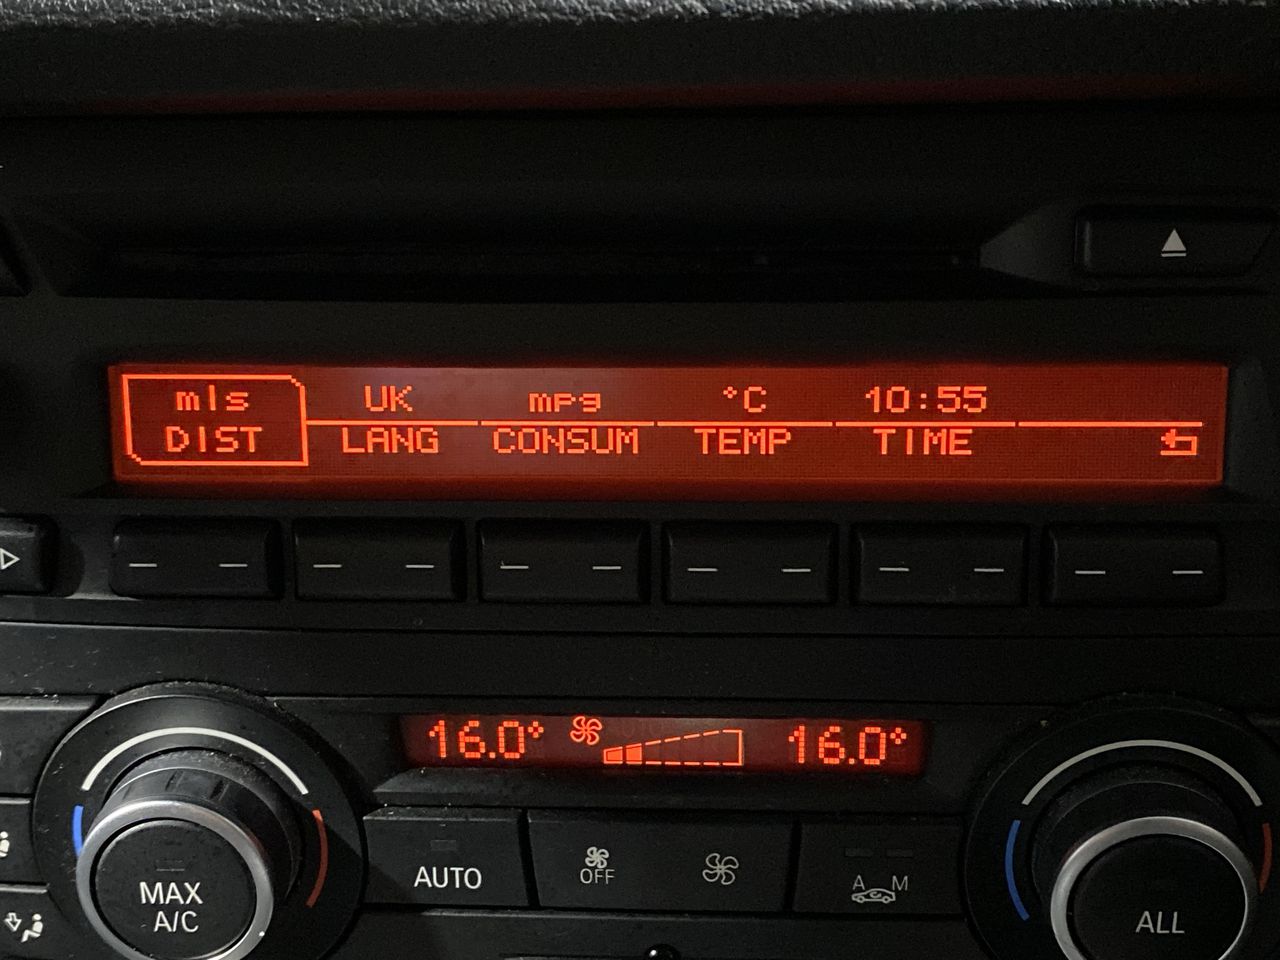 mls UK mpg °C 10:55
DIST LANG CONSUM TEMP TIME
16.0° 16.0°
AUTO OFF A M
MAX
A/C
ALL